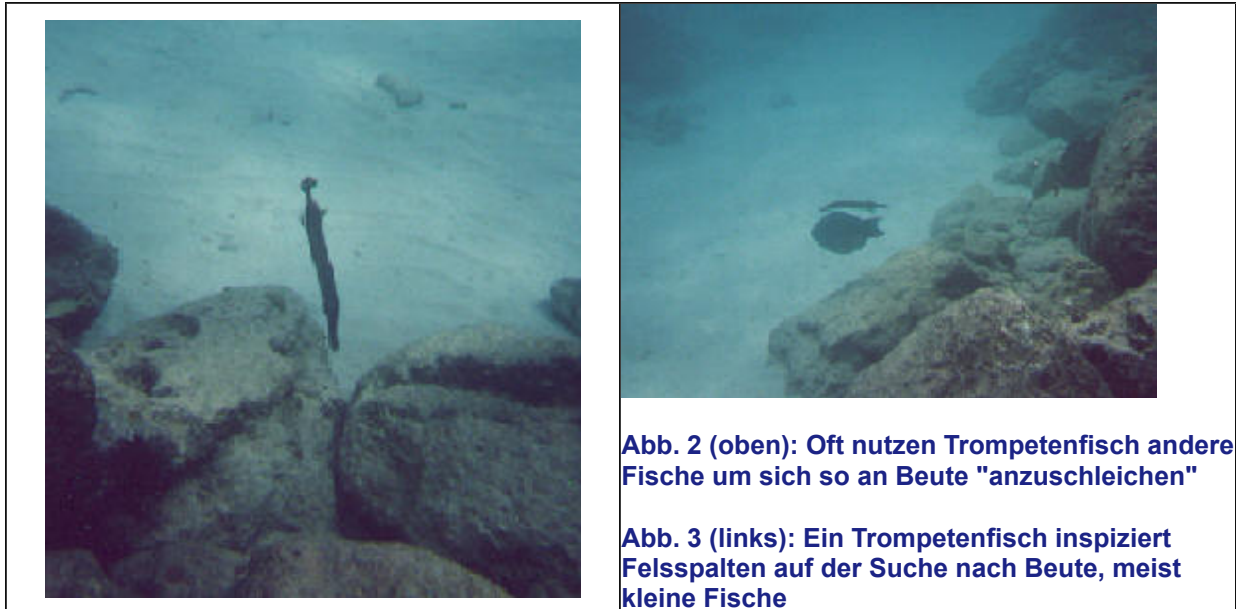 Abb. 2 (oben): Oft nutzen Trompetenfisch andere
Fische um sich so an Beute "anzuschleichen"
Abb. 3 (links): Ein Trompetenfisch inspiziert
Felsspalten auf der Suche nach Beute, meist
kleine Fische